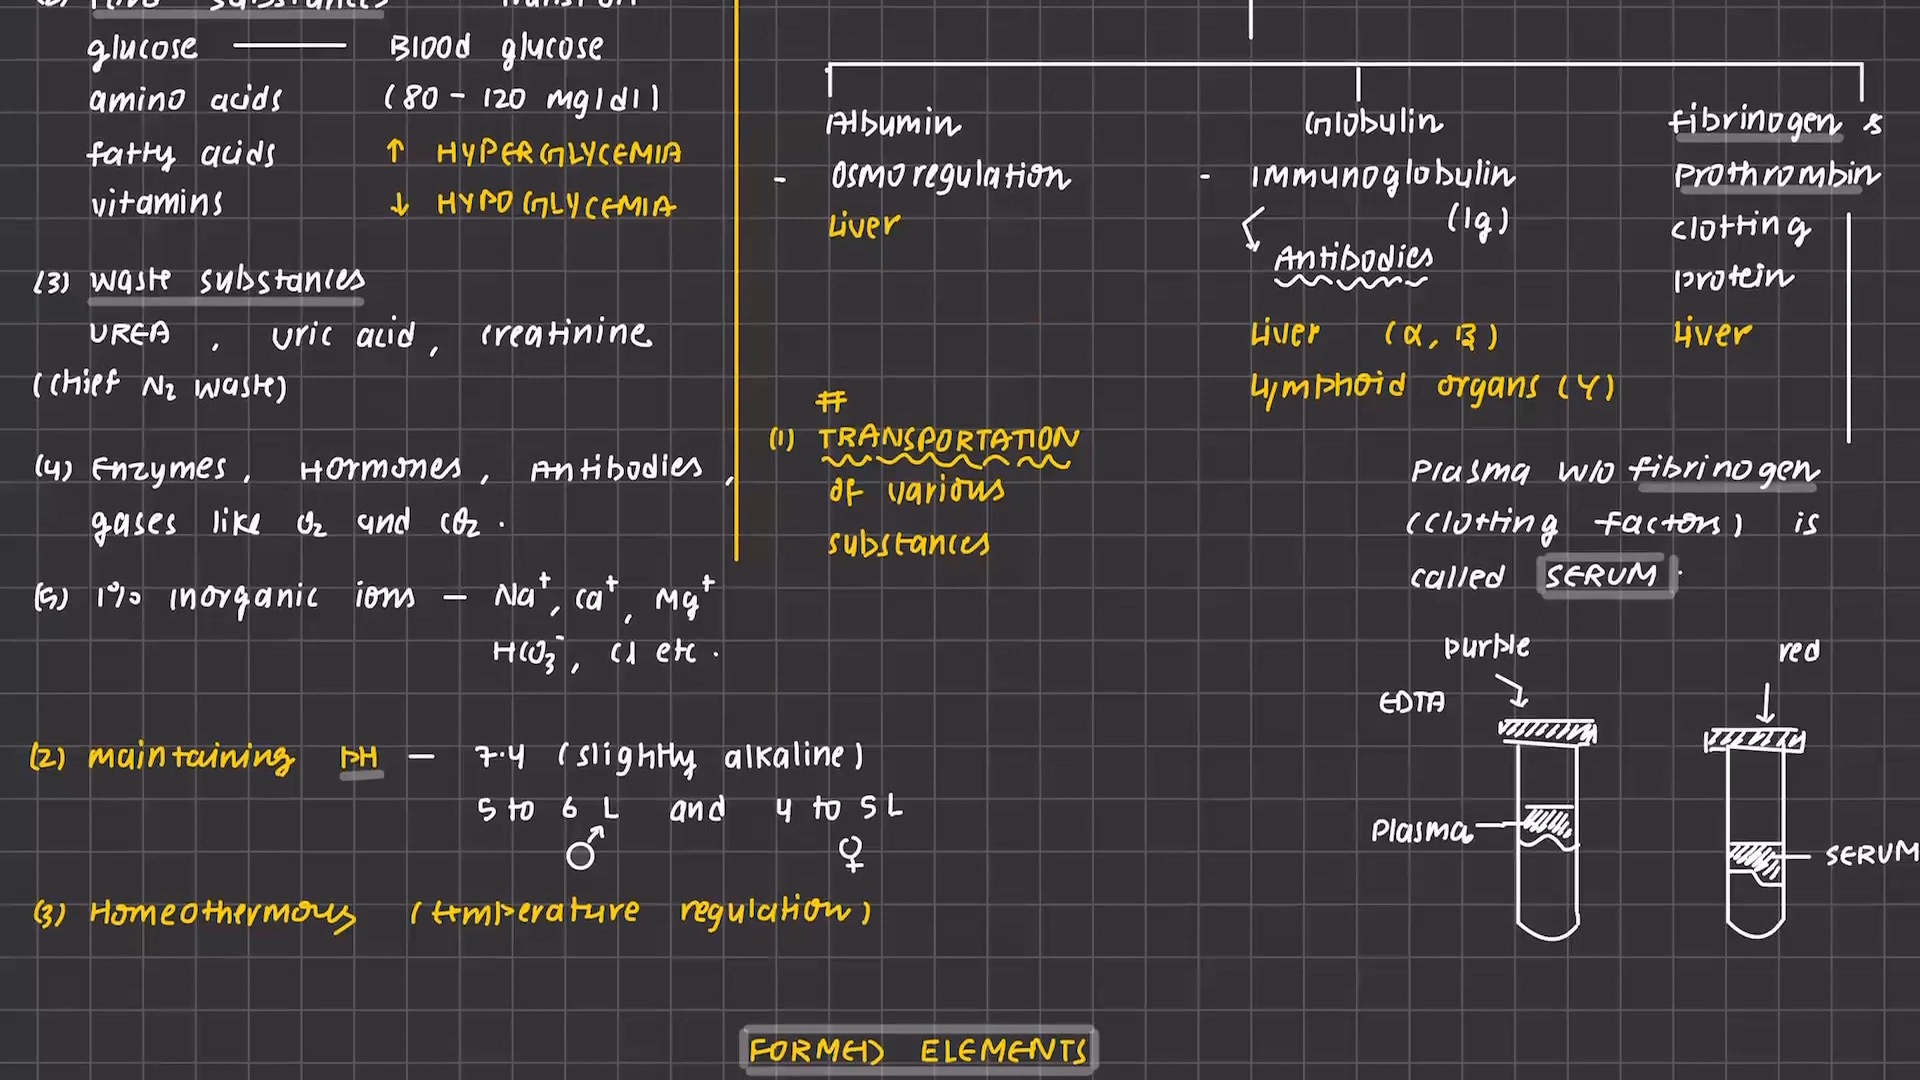 glucose —— Blood glucose
amino acids (80 - 120 mg/dl)
fatty acids ↑ HYPERGLYCEMIA
vitamins ↓ HYPOGLYCEMIA
(3) waste substances
UREA , uric acid , creatinine
(chief N2 waste)
(4) Enzymes , Hormones , Antibodies ,
gases like O2 and CO2 .
(5) 1% inorganic ions — Na+, Ca+, Mg+
HCO3-, Cl etc .
Albumin
- Osmoregulation
Liver
Globulin
- Immunoglobulin
(Ig)
Antibodies
Liver (α, β)
Lymphoid organs (γ)
fibrinogen &
Prothrombin
clotting
protein
Liver
#
(1) TRANSPORTATION
of various
substances
Plasma w/o fibrinogen
(clotting factors) is
called SERUM .
purple
EDTA
Plasma
red
SERUM
(2) maintaining pH — 7.4 (slightly alkaline)
5 to 6 L and 4 to 5 L
♂ ♀
(3) Homeothermous (temperature regulation)
FORMED ELEMENTS